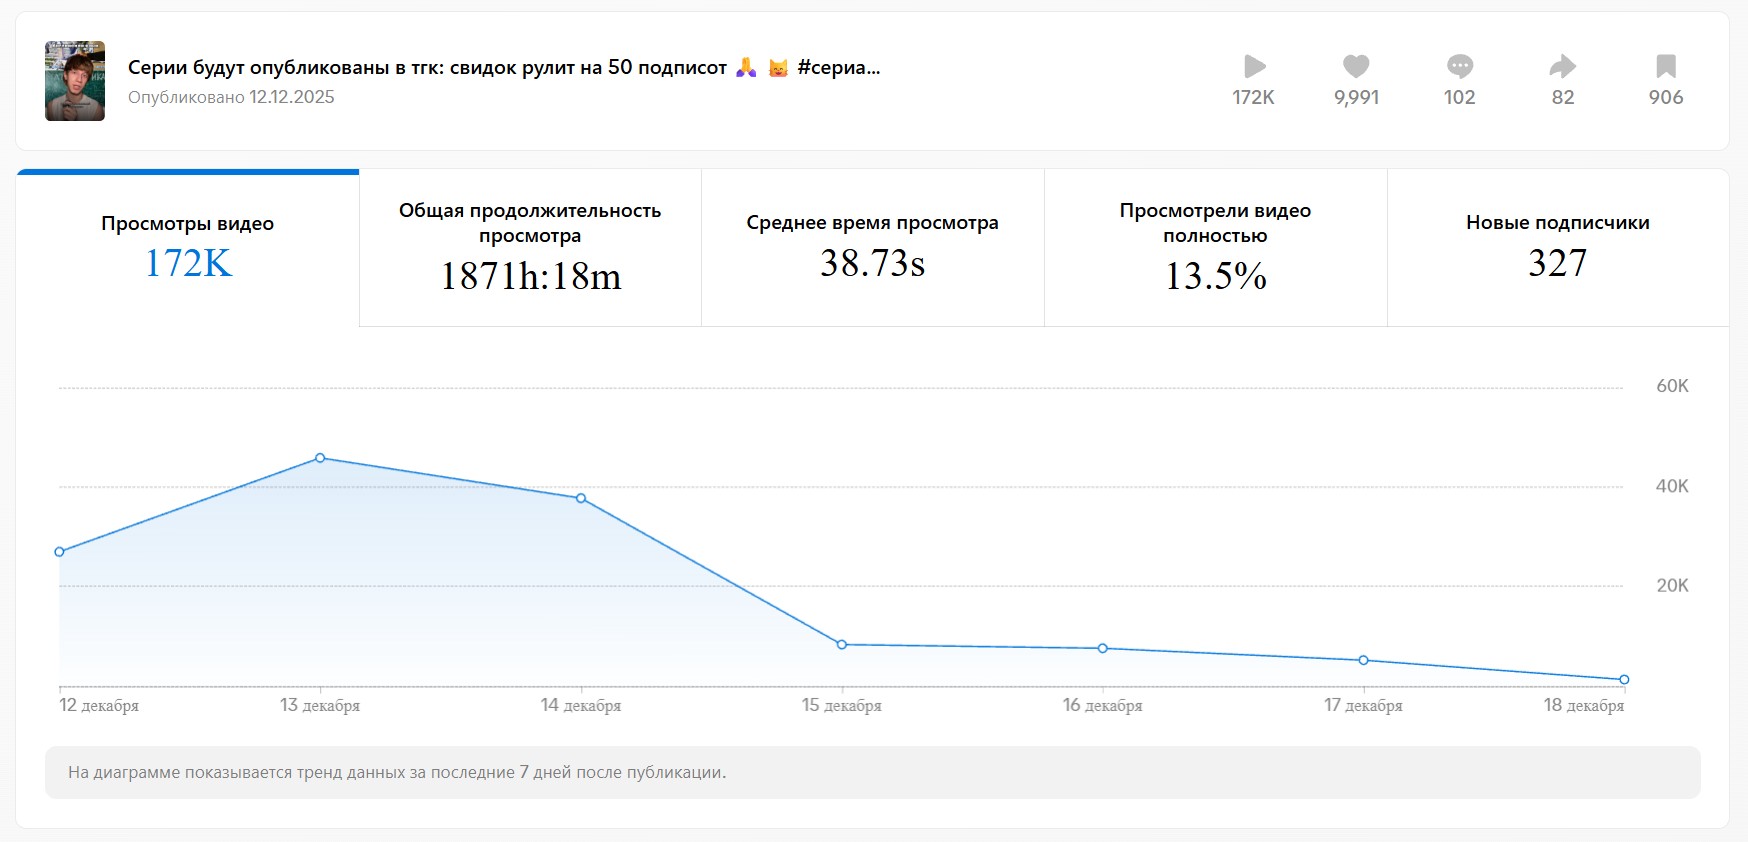 Серии будут опубликованы в тгк: свидок рулит на 50 подписот 🙏 😼 #сериа...
Опубликовано 12.12.2025
172K
9,991
102
82
906
Просмотры видео
172K
Общая продолжительность
просмотра
1871h:18m
Среднее время просмотра
38.73s
Просмотрели видео
полностью
13.5%
Новые подписчики
327
60K
40K
20K
12 декабря
13 декабря
14 декабря
15 декабря
16 декабря
17 декабря
18 декабря
На диаграмме показывается тренд данных за последние 7 дней после публикации.